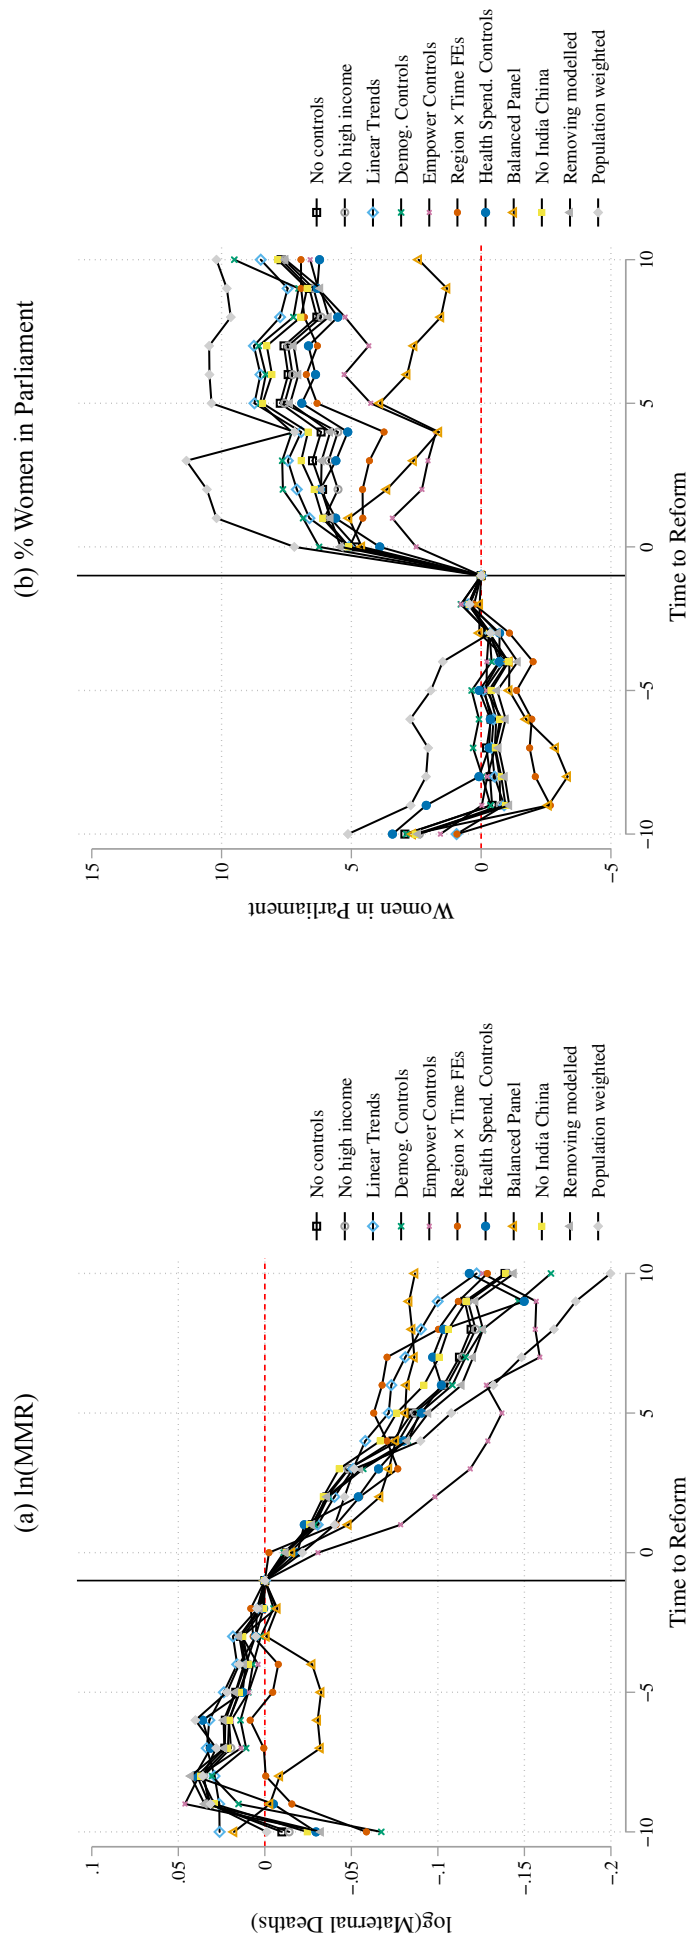 (a) ln(MMR)
log(Maternal Deaths)
.1
.05
0
−.05
−.1
−.15
−.2
−10
−5
0
5
10
Time to Reform
No controls
No high income
Linear Trends
Demog. Controls
Empower Controls
Region × Time FEs
Health Spend. Controls
Balanced Panel
No India China
Removing modelled
Population weighted
(b) % Women in Parliament
Women in Parliament
15
10
5
0
−5
−10
−5
0
5
10
Time to Reform
No controls
No high income
Linear Trends
Demog. Controls
Empower Controls
Region × Time FEs
Health Spend. Controls
Balanced Panel
No India China
Removing modelled
Population weighted